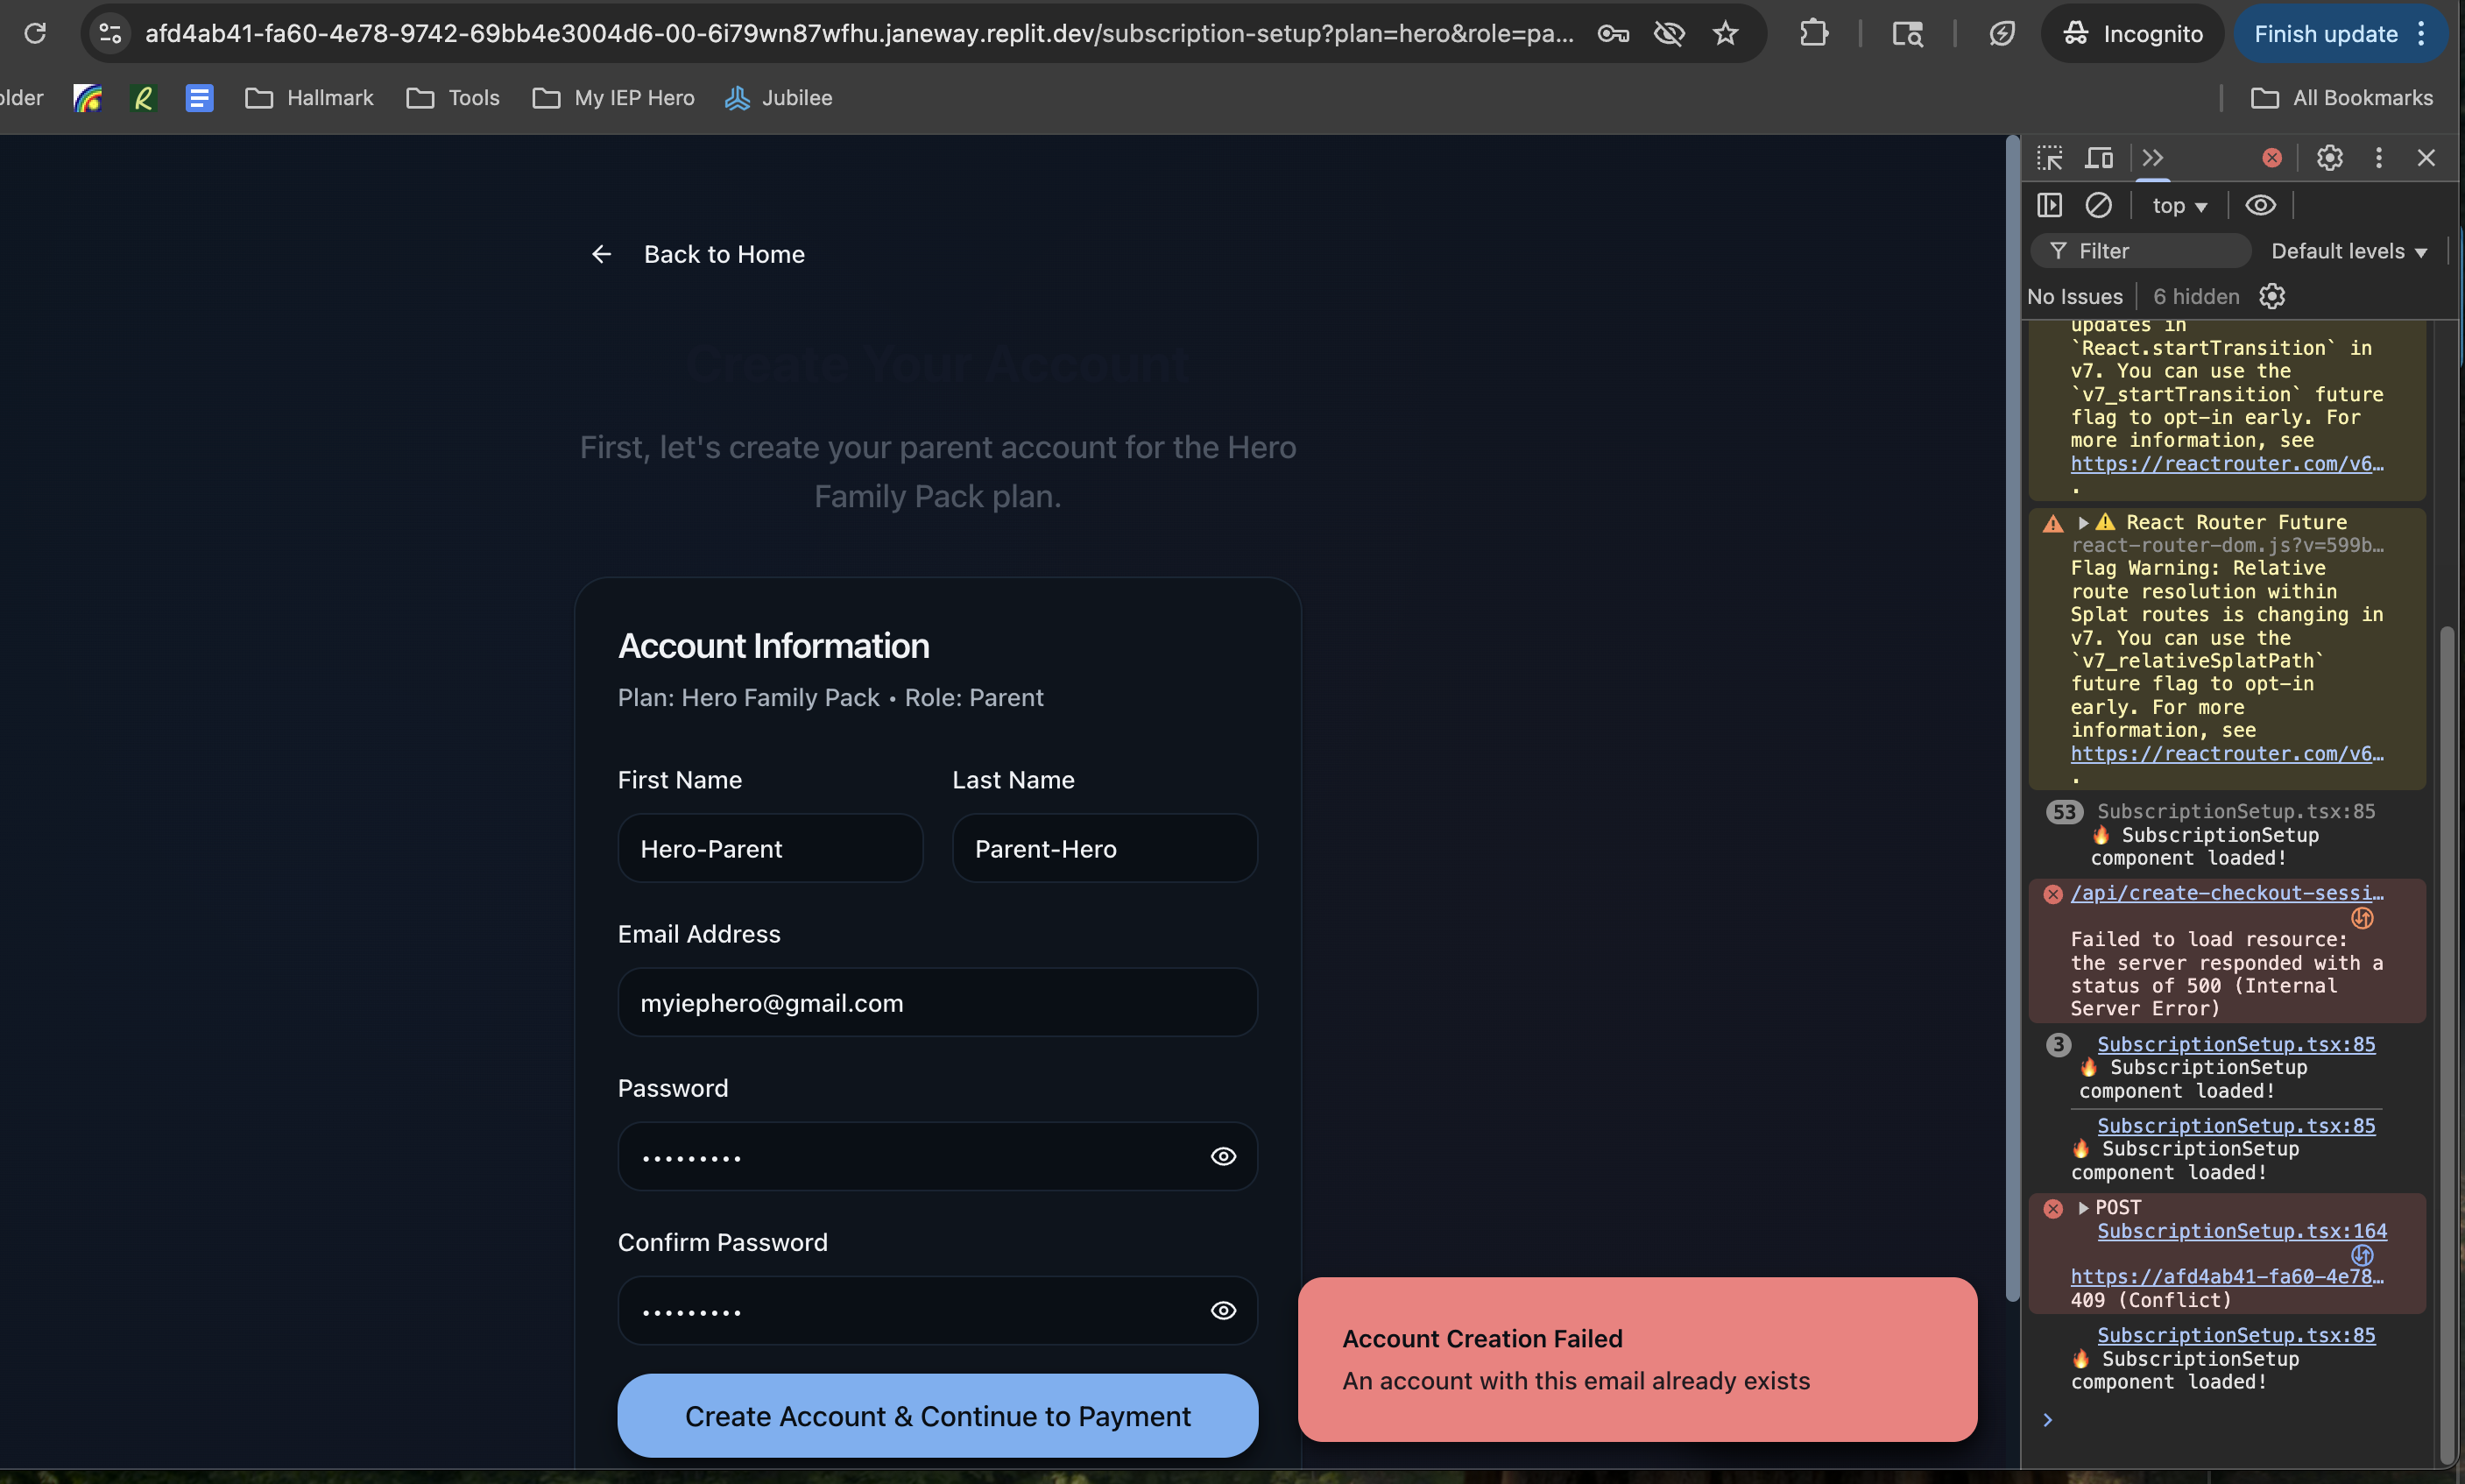 afd4ab41-fa60-4e78-9742-69bb4e3004d6-00-6i79wn87wfhu.janeway.replit.dev/subscription-setup?plan=hero&role=pa...
Incognito
Finish update
older
Hallmark
Tools
My IEP Hero
Jubilee
All Bookmarks
Back to Home
Create Your Account
First, let's create your parent account for the Hero
Family Pack plan.
Account Information
Plan: Hero Family Pack • Role: Parent
First Name
Last Name
Hero-Parent
Parent-Hero
Email Address
myiephero@gmail.com
Password
•••••••••
Confirm Password
•••••••••
Create Account & Continue to Payment
Account Creation Failed
An account with this email already exists
top
Filter
Default levels
No Issues
6 hidden
updates in
`React.startTransition` in
v7. You can use the
`v7_startTransition` future
flag to opt-in early. For
more information, see
https://reactrouter.com/v6…
.
⚠️ React Router Future
react-router-dom.js?v=599b…
Flag Warning: Relative
route resolution within
Splat routes is changing in
v7. You can use the
`v7_relativeSplatPath`
future flag to opt-in
early. For more
information, see
https://reactrouter.com/v6…
.
53 SubscriptionSetup.tsx:85
🔥 SubscriptionSetup
component loaded!
/api/create-checkout-sessi…
Failed to load resource:
the server responded with a
status of 500 (Internal
Server Error)
3 SubscriptionSetup.tsx:85
🔥 SubscriptionSetup
component loaded!
SubscriptionSetup.tsx:85
🔥 SubscriptionSetup
component loaded!
POST
SubscriptionSetup.tsx:164
https://afd4ab41-fa60-4e78…
409 (Conflict)
SubscriptionSetup.tsx:85
🔥 SubscriptionSetup
component loaded!